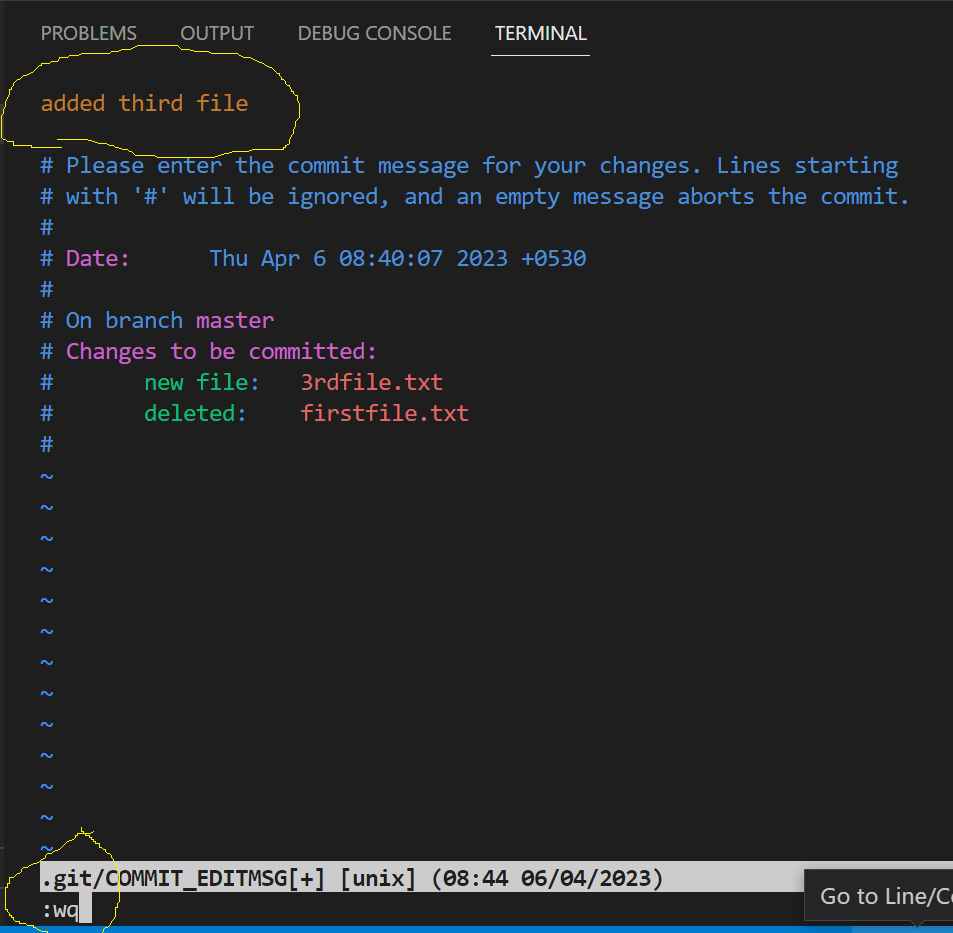 PROBLEMS OUTPUT DEBUG CONSOLE TERMINAL
added third file
# Please enter the commit message for your changes. Lines starting
# with '#' will be ignored, and an empty message aborts the commit.
#
# Date:      Thu Apr 6 08:40:07 2023 +0530
#
# On branch master
# Changes to be committed:
#       new file:   3rdfile.txt
#       deleted:    firstfile.txt
#
~
~
~
~
~
~
~
~
~
~
~
~
~
.git/COMMIT_EDITMSG[+] [unix] (08:44 06/04/2023)
:wq
Go to Line/Co